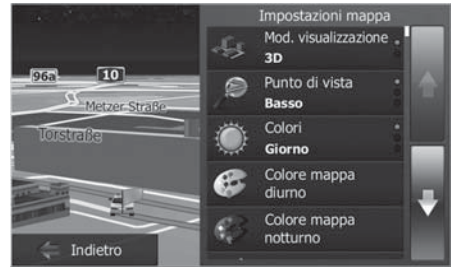 Impostazioni mappa
Mod. visualizzazione
3D
Punto di vista
Basso
Colori
Giorno
Colore mappa
diurno
Colore mappa
notturno
96a
10
Metzer Straße
Torstraße
Indietro